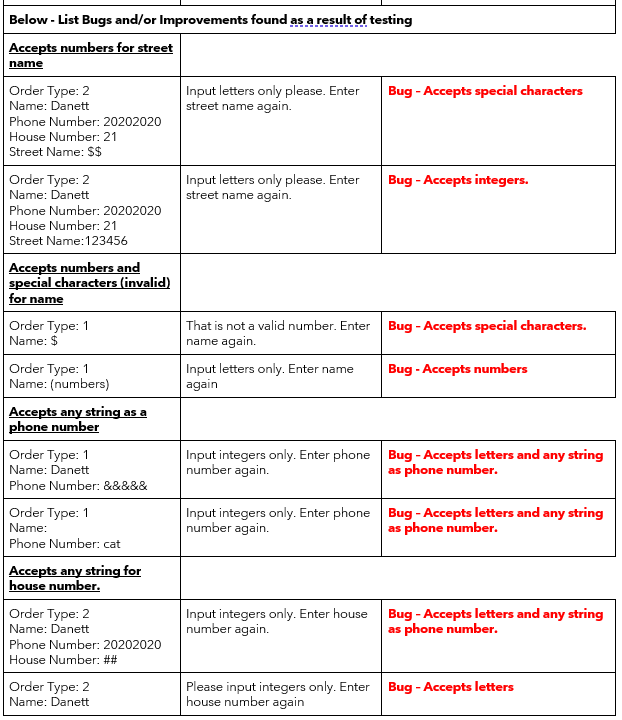 Below - List Bugs and/or Improvements found as a result of testing
Accepts numbers for street
name
Order Type: 2
Name: Danett
Phone Number: 20202020
House Number: 21
Street Name: $$
Input letters only please. Enter
street name again.
Bug – Accepts special characters
Order Type: 2
Name: Danett
Phone Number: 20202020
House Number: 21
Street Name:123456
Input letters only please. Enter
street name again.
Bug – Accepts integers.
Accepts numbers and
special characters (invalid)
for name
Order Type: 1
Name: $
That is not a valid number. Enter
name again.
Bug – Accepts special characters.
Order Type: 1
Name: (numbers)
Input letters only. Enter name
again
Bug - Accepts numbers
Accepts any string as a
phone number
Order Type: 1
Name: Danett
Phone Number: &&&&&
Input integers only. Enter phone
number again.
Bug – Accepts letters and any string
as phone number.
Order Type: 1
Name:
Phone Number: cat
Input integers only. Enter phone
number again.
Bug – Accepts letters and any string
as phone number.
Accepts any string for
house number.
Order Type: 2
Name: Danett
Phone Number: 20202020
House Number: ##
Input integers only. Enter house
number again.
Bug – Accepts letters and any string
as phone number.
Order Type: 2
Name: Danett
Please input integers only. Enter
house number again
Bug – Accepts letters